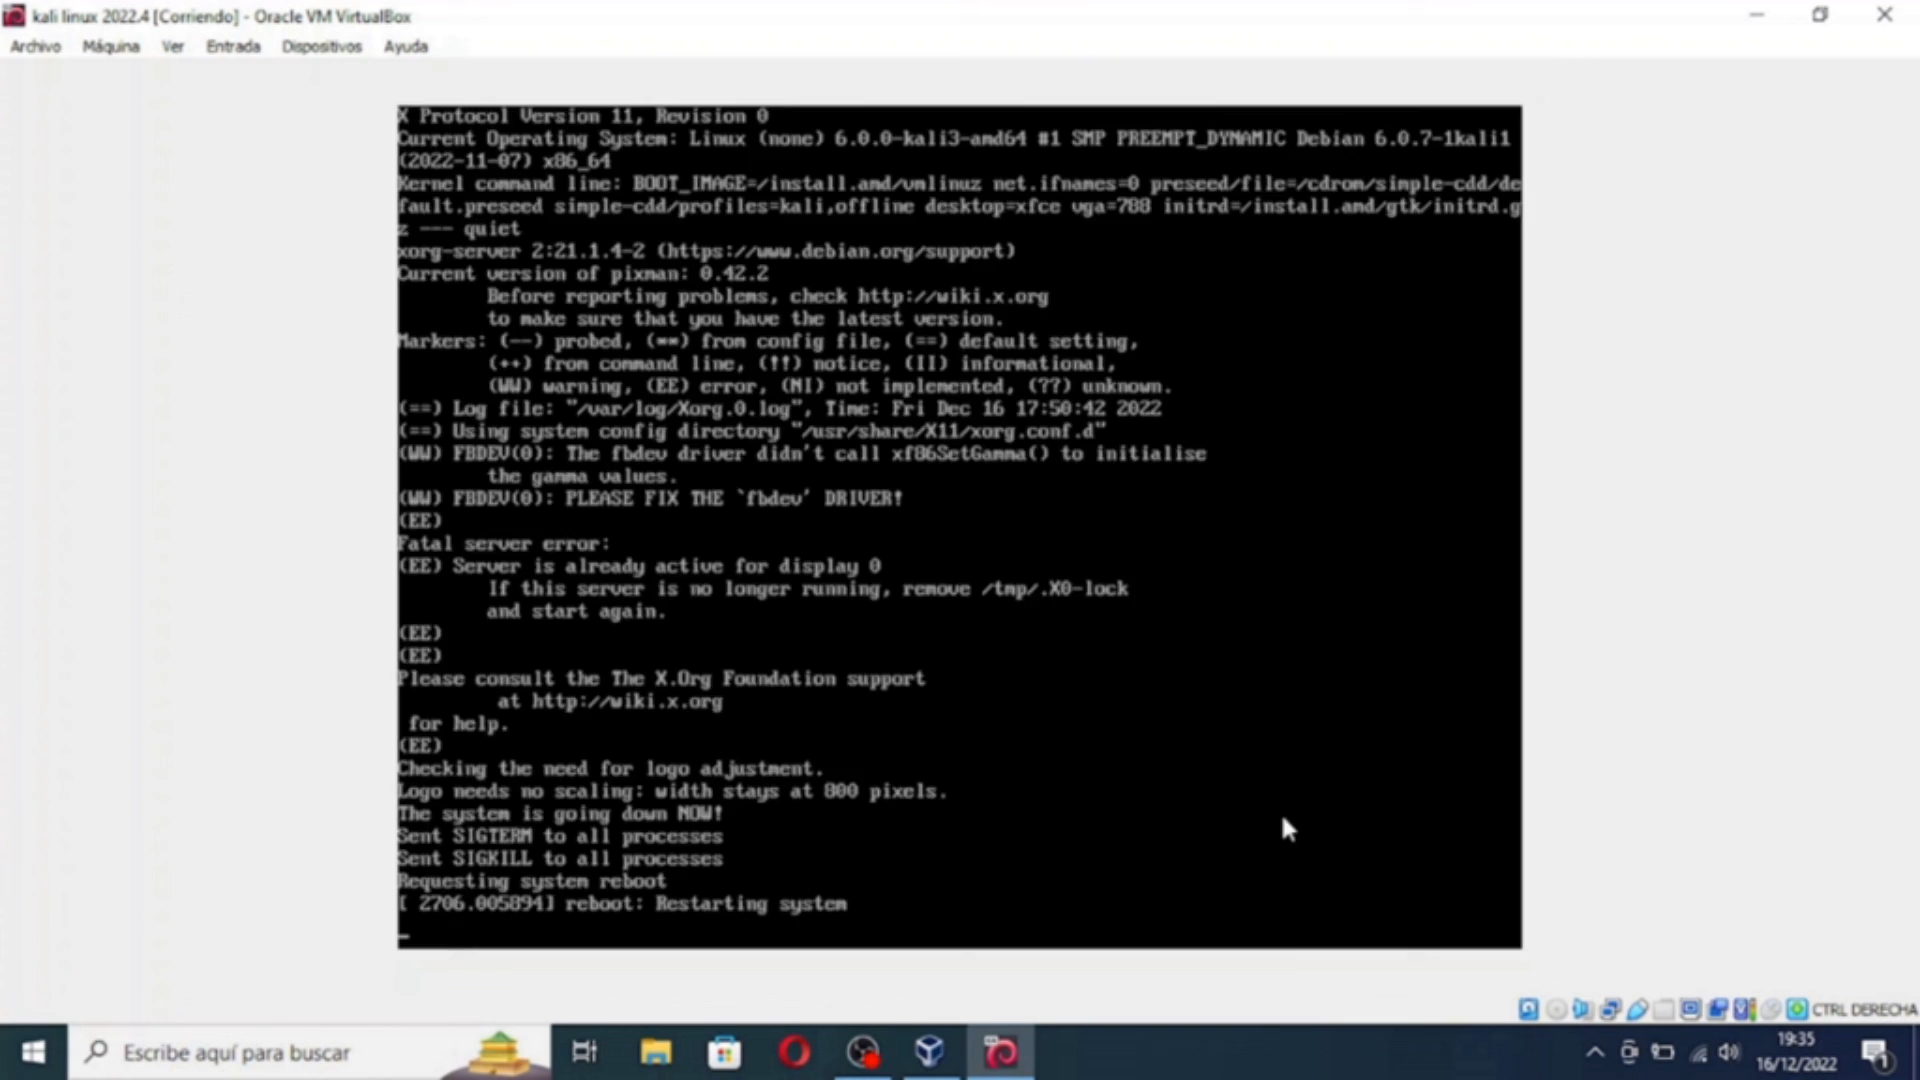 kali linux 2022.4 [Corriendo] - Oracle VM VirtualBox
Archivo Máquina Ver Entrada Dispositivos Ayuda
X Protocol Version 11, Revision 0
Current Operating System: Linux (none) 6.0.0-kali3-amd64 #1 SMP PREEMPT_DYNAMIC Debian 6.0.7-1kali1
(2022-11-07) x86_64
Kernel command line: BOOT_IMAGE=/install.amd/vmlinuz net.ifnames=0 preseed/file=/cdrom/simple-cdd/de
fault.preseed simple-cdd/profiles=kali,offline desktop=xfce vga=788 initrd=/install.amd/gtk/initrd.g
z --- quiet
xorg-server 2:21.1.4-2 (https://www.debian.org/support)
Current version of pixman: 0.42.2
Before reporting problems, check http://wiki.x.org
to make sure that you have the latest version.
Markers: (--) probed, (**) from config file, (==) default setting,
(++) from command line, (!!) notice, (II) informational,
(WW) warning, (EE) error, (NI) not implemented, (??) unknown.
(==) Log file: "/var/log/Xorg.0.log", Time: Fri Dec 16 17:50:42 2022
(==) Using system config directory "/usr/share/X11/xorg.conf.d"
(WW) FBDEV(0): The fbdev driver didn't call xf86SetGamma() to initialise
the gamma values.
(WW) FBDEV(0): PLEASE FIX THE `fbdev' DRIVER!
(EE)
Fatal server error:
(EE) Server is already active for display 0
If this server is no longer running, remove /tmp/.X0-lock
and start again.
(EE)
(EE)
Please consult the The X.Org Foundation support
at http://wiki.x.org
for help.
(EE)
Checking the need for logo adjustment.
Logo needs no scaling: width stays at 800 pixels.
The system is going down NOW!
Sent SIGTERM to all processes
Sent SIGKILL to all processes
Requesting system reboot
[ 2706.005894] reboot: Restarting system
CTRL DERECHA
Escribe aquí para buscar
19:35
16/12/2022
1